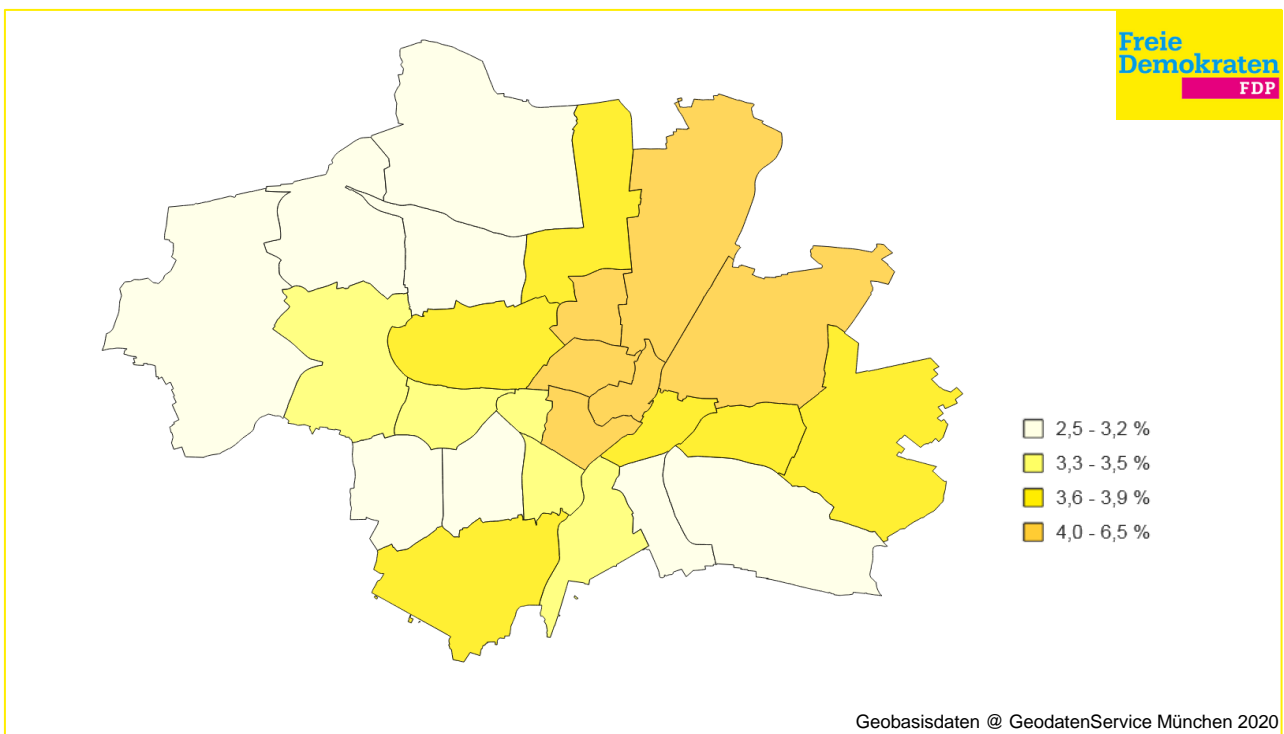 Freie
Demokraten
FDP
2,5 - 3,2 %
3,3 - 3,5 %
3,6 - 3,9 %
4,0 - 6,5 %
Geobasisdaten @ GeodatenService München 2020